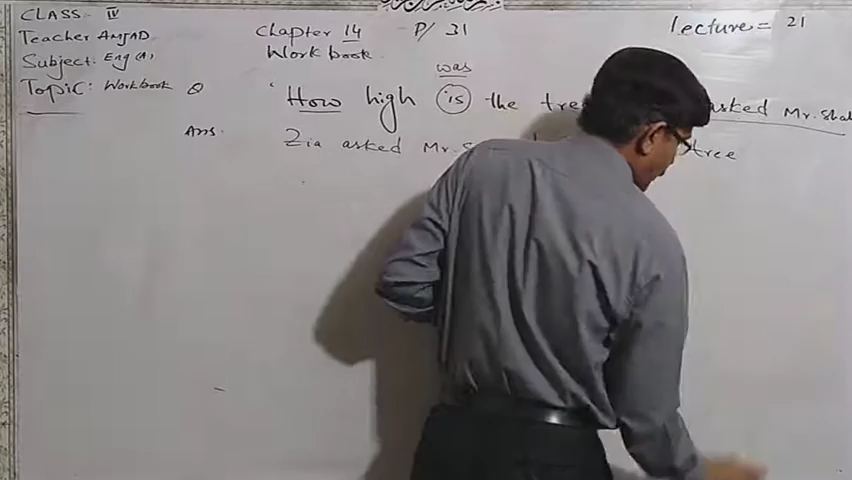 CLASS IV
Teacher AMJAD
Subject: Eng (A)
Topic: Workbook
Chapter 14 P/ 31
Workbook
Lecture = 21
was
Q ' How high is the tree asked Mr. Shah
Ans. Zia asked Mr. tree